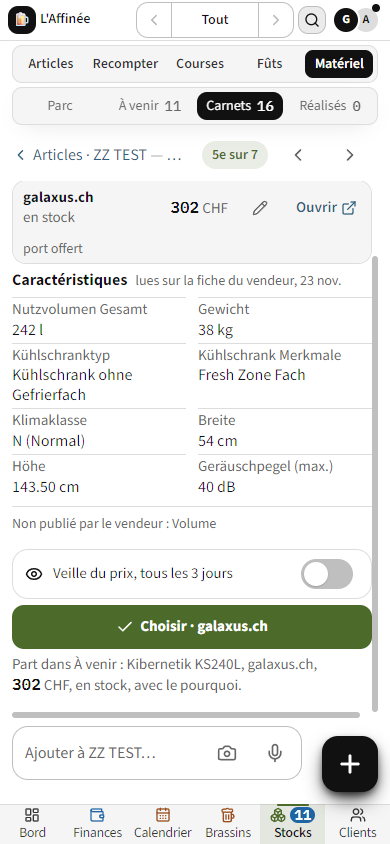 L'Affinée
Tout
G
A
Articles
Recompter
Courses
Fûts
Matériel
Parc
À venir 11
Carnets 16
Réalisés 0
Articles · ZZ TEST — …
5e sur 7
galaxus.ch
en stock
302 CHF
Ouvrir
port offert
Caractéristiques lues sur la fiche du vendeur, 23 nov.
Nutzvolumen Gesamt
242 l
Gewicht
38 kg
Kühlschranktyp
Kühlschrank ohne
Gefrierfach
Kühlschrank Merkmale
Fresh Zone Fach
Klimaklasse
N (Normal)
Breite
54 cm
Höhe
143.50 cm
Geräuschpegel (max.)
40 dB
Non publié par le vendeur : Volume
Veille du prix, tous les 3 jours
Choisir · galaxus.ch
Part dans À venir : Kibernetik KS240L, galaxus.ch,
302 CHF, en stock, avec le pourquoi.
Ajouter à ZZ TEST…
Bord
Finances
Calendrier
Brassins
11
Stocks
Clients